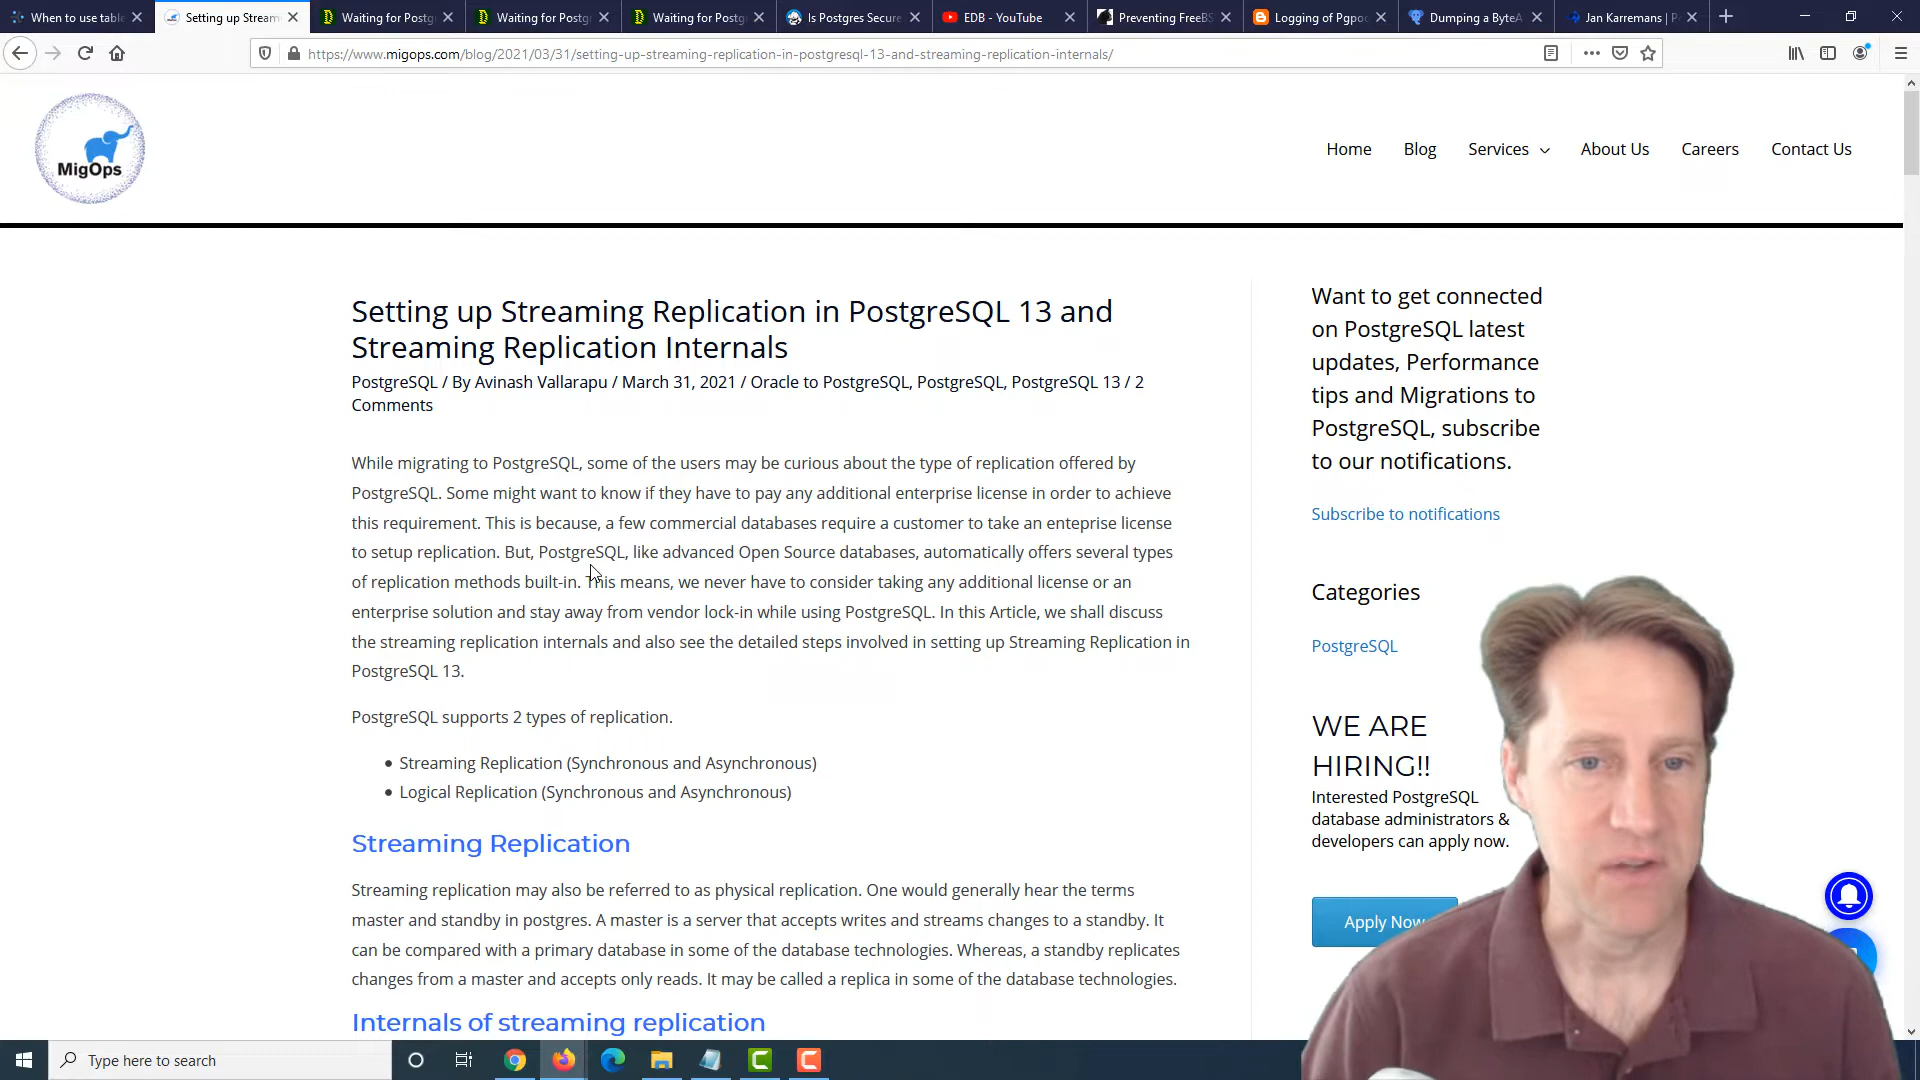 When to use table
Setting up Stream
Waiting for Postg
Waiting for Postg
Waiting for Postg
Is Postgres Secure
EDB - YouTube
Preventing FreeBS
Logging of Pgpoo
Dumping a ByteA
Jan Karremans | P
https://www.migops.com/blog/2021/03/31/setting-up-streaming-replication-in-postgresql-13-and-streaming-replication-internals/
MigOps
Home
Blog
Services
About Us
Careers
Contact Us
Setting up Streaming Replication in PostgreSQL 13 and
Streaming Replication Internals
PostgreSQL / By Avinash Vallarapu / March 31, 2021 / Oracle to PostgreSQL, PostgreSQL, PostgreSQL 13 / 2
Comments
While migrating to PostgreSQL, some of the users may be curious about the type of replication offered by
PostgreSQL. Some might want to know if they have to pay any additional enterprise license in order to achieve
this requirement. This is because, a few commercial databases require a customer to take an enteprise license
to setup replication. But, PostgreSQL, like advanced Open Source databases, automatically offers several types
of replication methods built-in. This means, we never have to consider taking any additional license or an
enterprise solution and stay away from vendor lock-in while using PostgreSQL. In this Article, we shall discuss
the streaming replication internals and also see the detailed steps involved in setting up Streaming Replication in
PostgreSQL 13.
PostgreSQL supports 2 types of replication.
• Streaming Replication (Synchronous and Asynchronous)
• Logical Replication (Synchronous and Asynchronous)
Streaming Replication
Streaming replication may also be referred to as physical replication. One would generally hear the terms
master and standby in postgres. A master is a server that accepts writes and streams changes to a standby. It
can be compared with a primary database in some of the database technologies. Whereas, a standby replicates
changes from a master and accepts only reads. It may be called a replica in some of the database technologies.
Internals of streaming replication
Want to get connected
on PostgreSQL latest
updates, Performance
tips and Migrations to
PostgreSQL, subscribe
to our notifications.
Subscribe to notifications
Categories
PostgreSQL
WE ARE
HIRING!!
Interested PostgreSQL
database administrators &
developers can apply now.
Apply Now
Type here to search